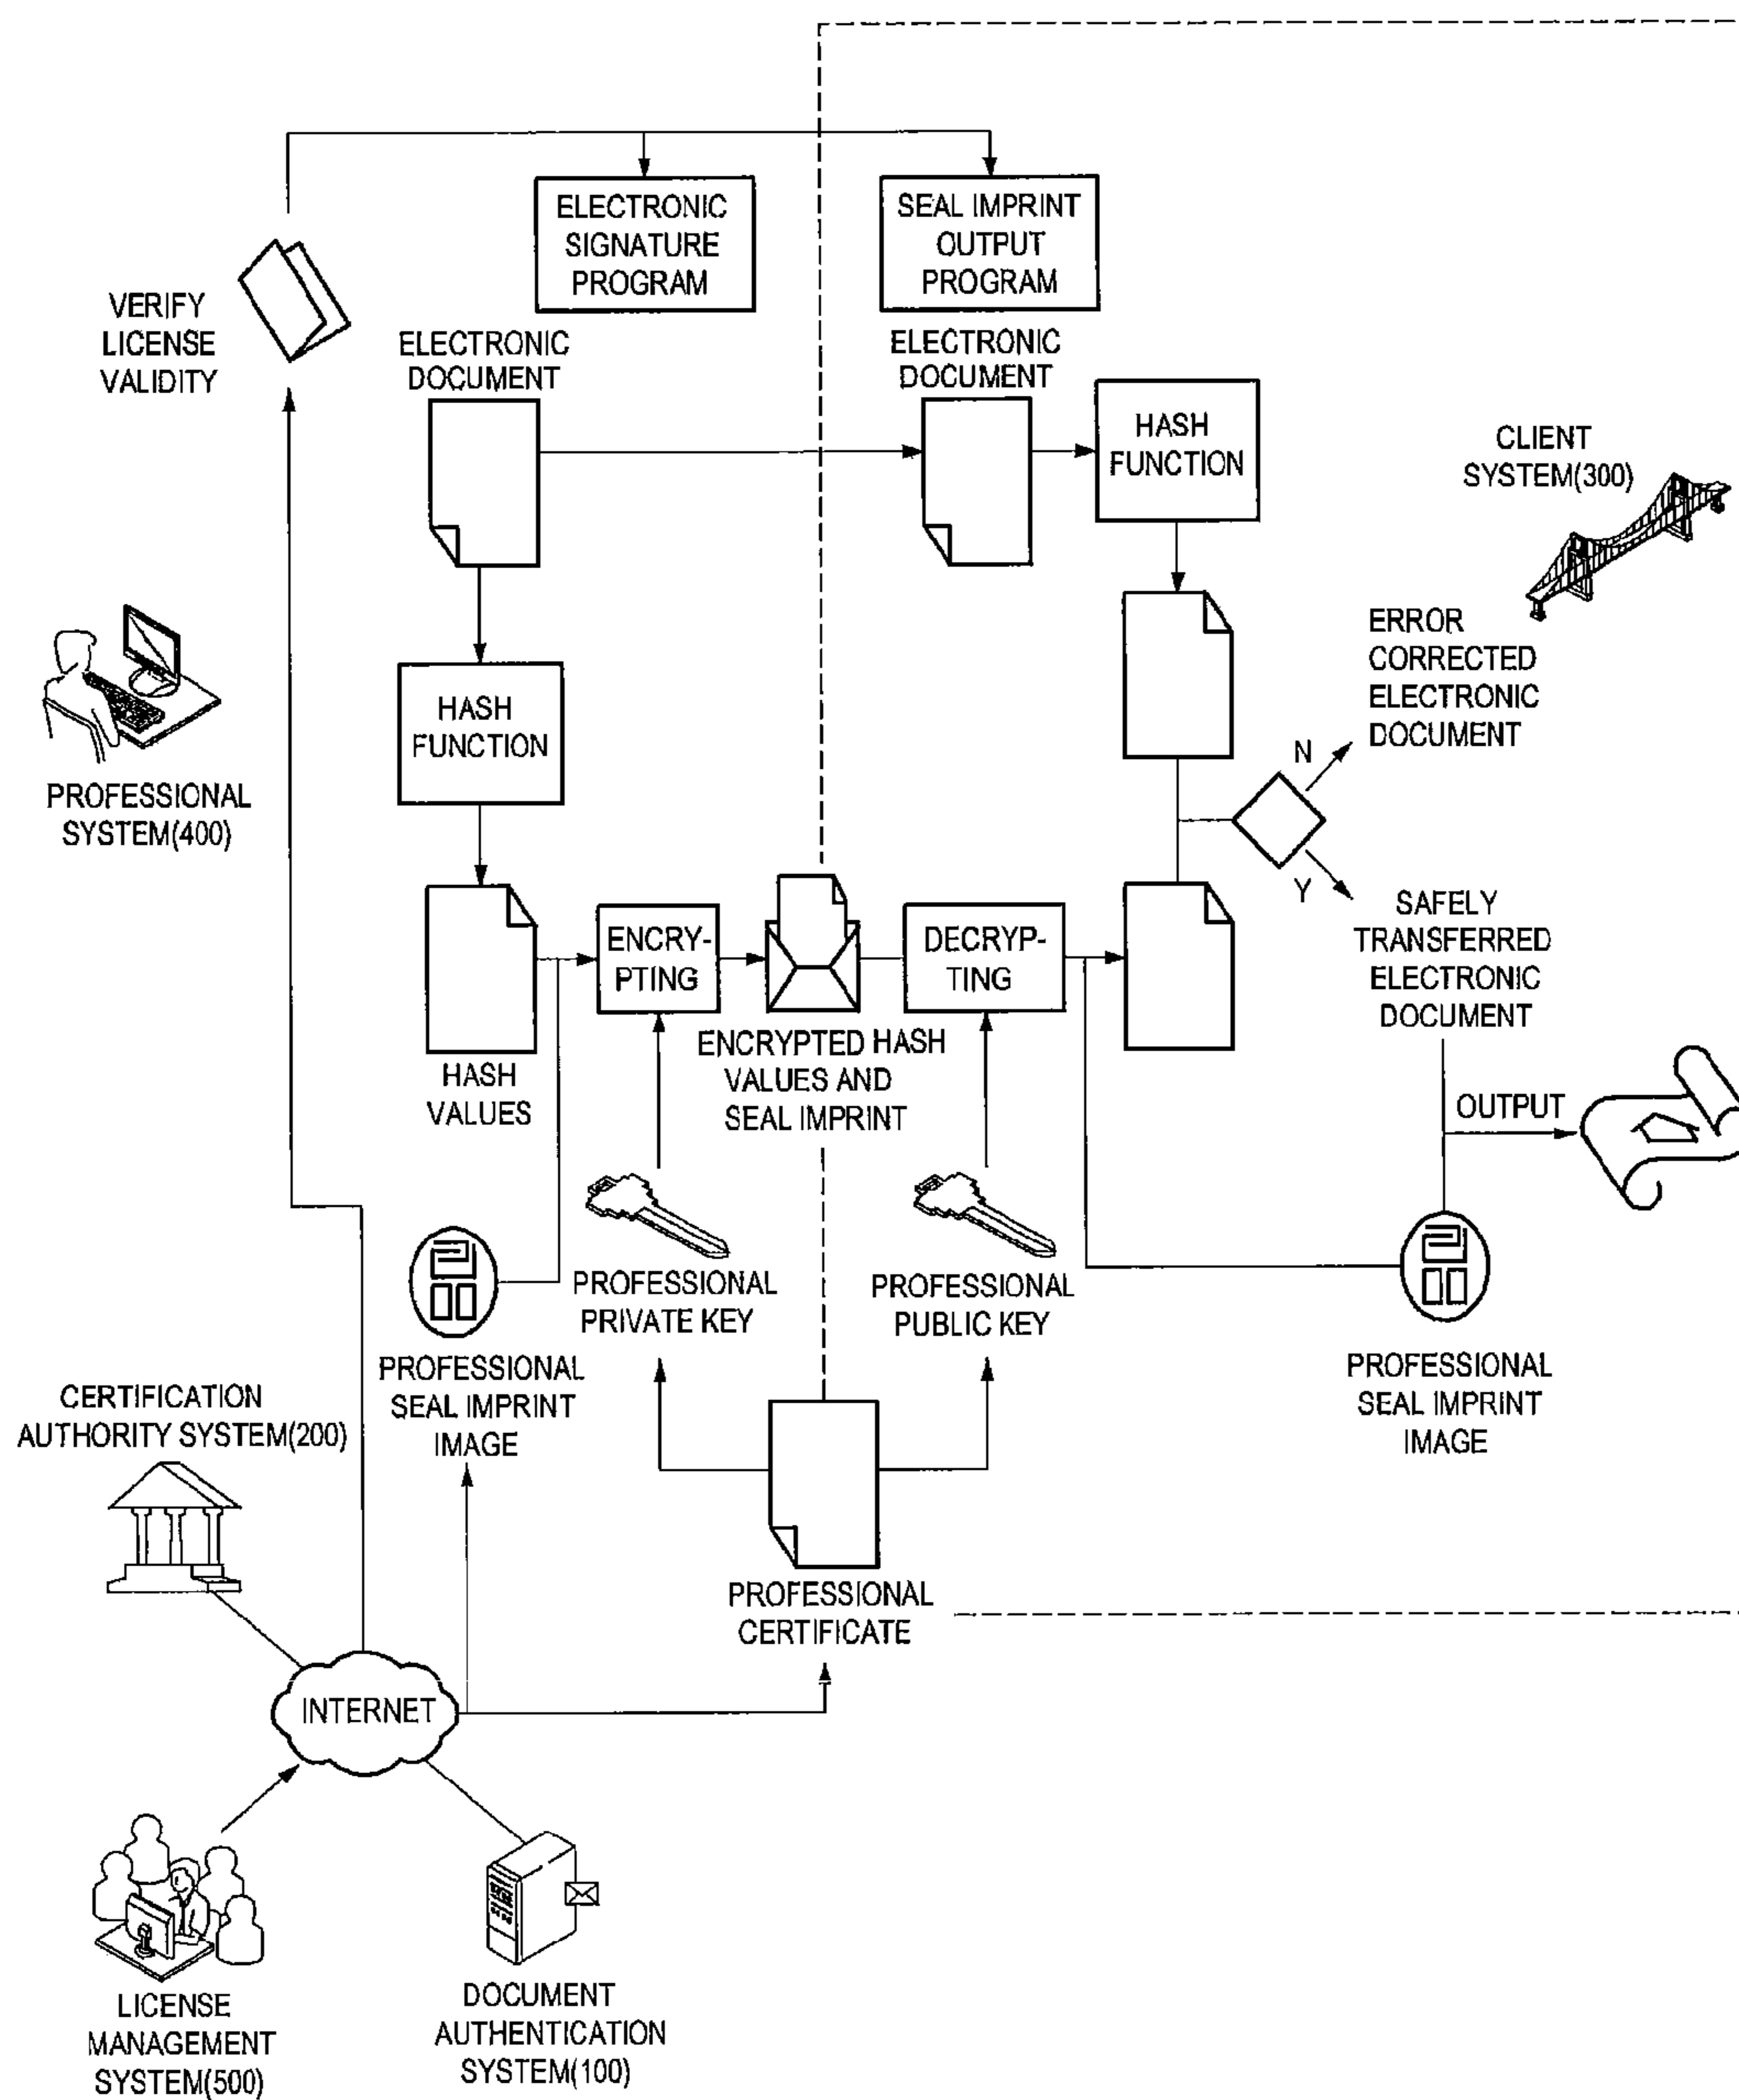 ELECTRONIC
SIGNATURE
PROGRAM
SEAL IMPRINT
OUTPUT
PROGRAM
VERIFY
LICENSE
VALIDITY
ELECTRONIC
DOCUMENT
ELECTRONIC
DOCUMENT
HASH
FUNCTION
CLIENT
SYSTEM(300)
ERROR
CORRECTED
ELECTRONIC
DOCUMENT
HASH
FUNCTION
N
PROFESSIONAL
SYSTEM(400)
Y
SAFELY
TRANSFERRED
ELECTRONIC
DOCUMENT
ENCRY-
PTING
DECRYP-
TING
ENCRYPTED HASH
VALUES AND
SEAL IMPRINT
HASH
VALUES
OUTPUT
PROFESSIONAL
PRIVATE KEY
PROFESSIONAL
PUBLIC KEY
PROFESSIONAL
SEAL IMPRINT
IMAGE
PROFESSIONAL
SEAL IMPRINT
IMAGE
CERTIFICATION
AUTHORITY SYSTEM(200)
PROFESSIONAL
CERTIFICATE
INTERNET
LICENSE
MANAGEMENT
SYSTEM(500)
DOCUMENT
AUTHENTICATION
SYSTEM(100)